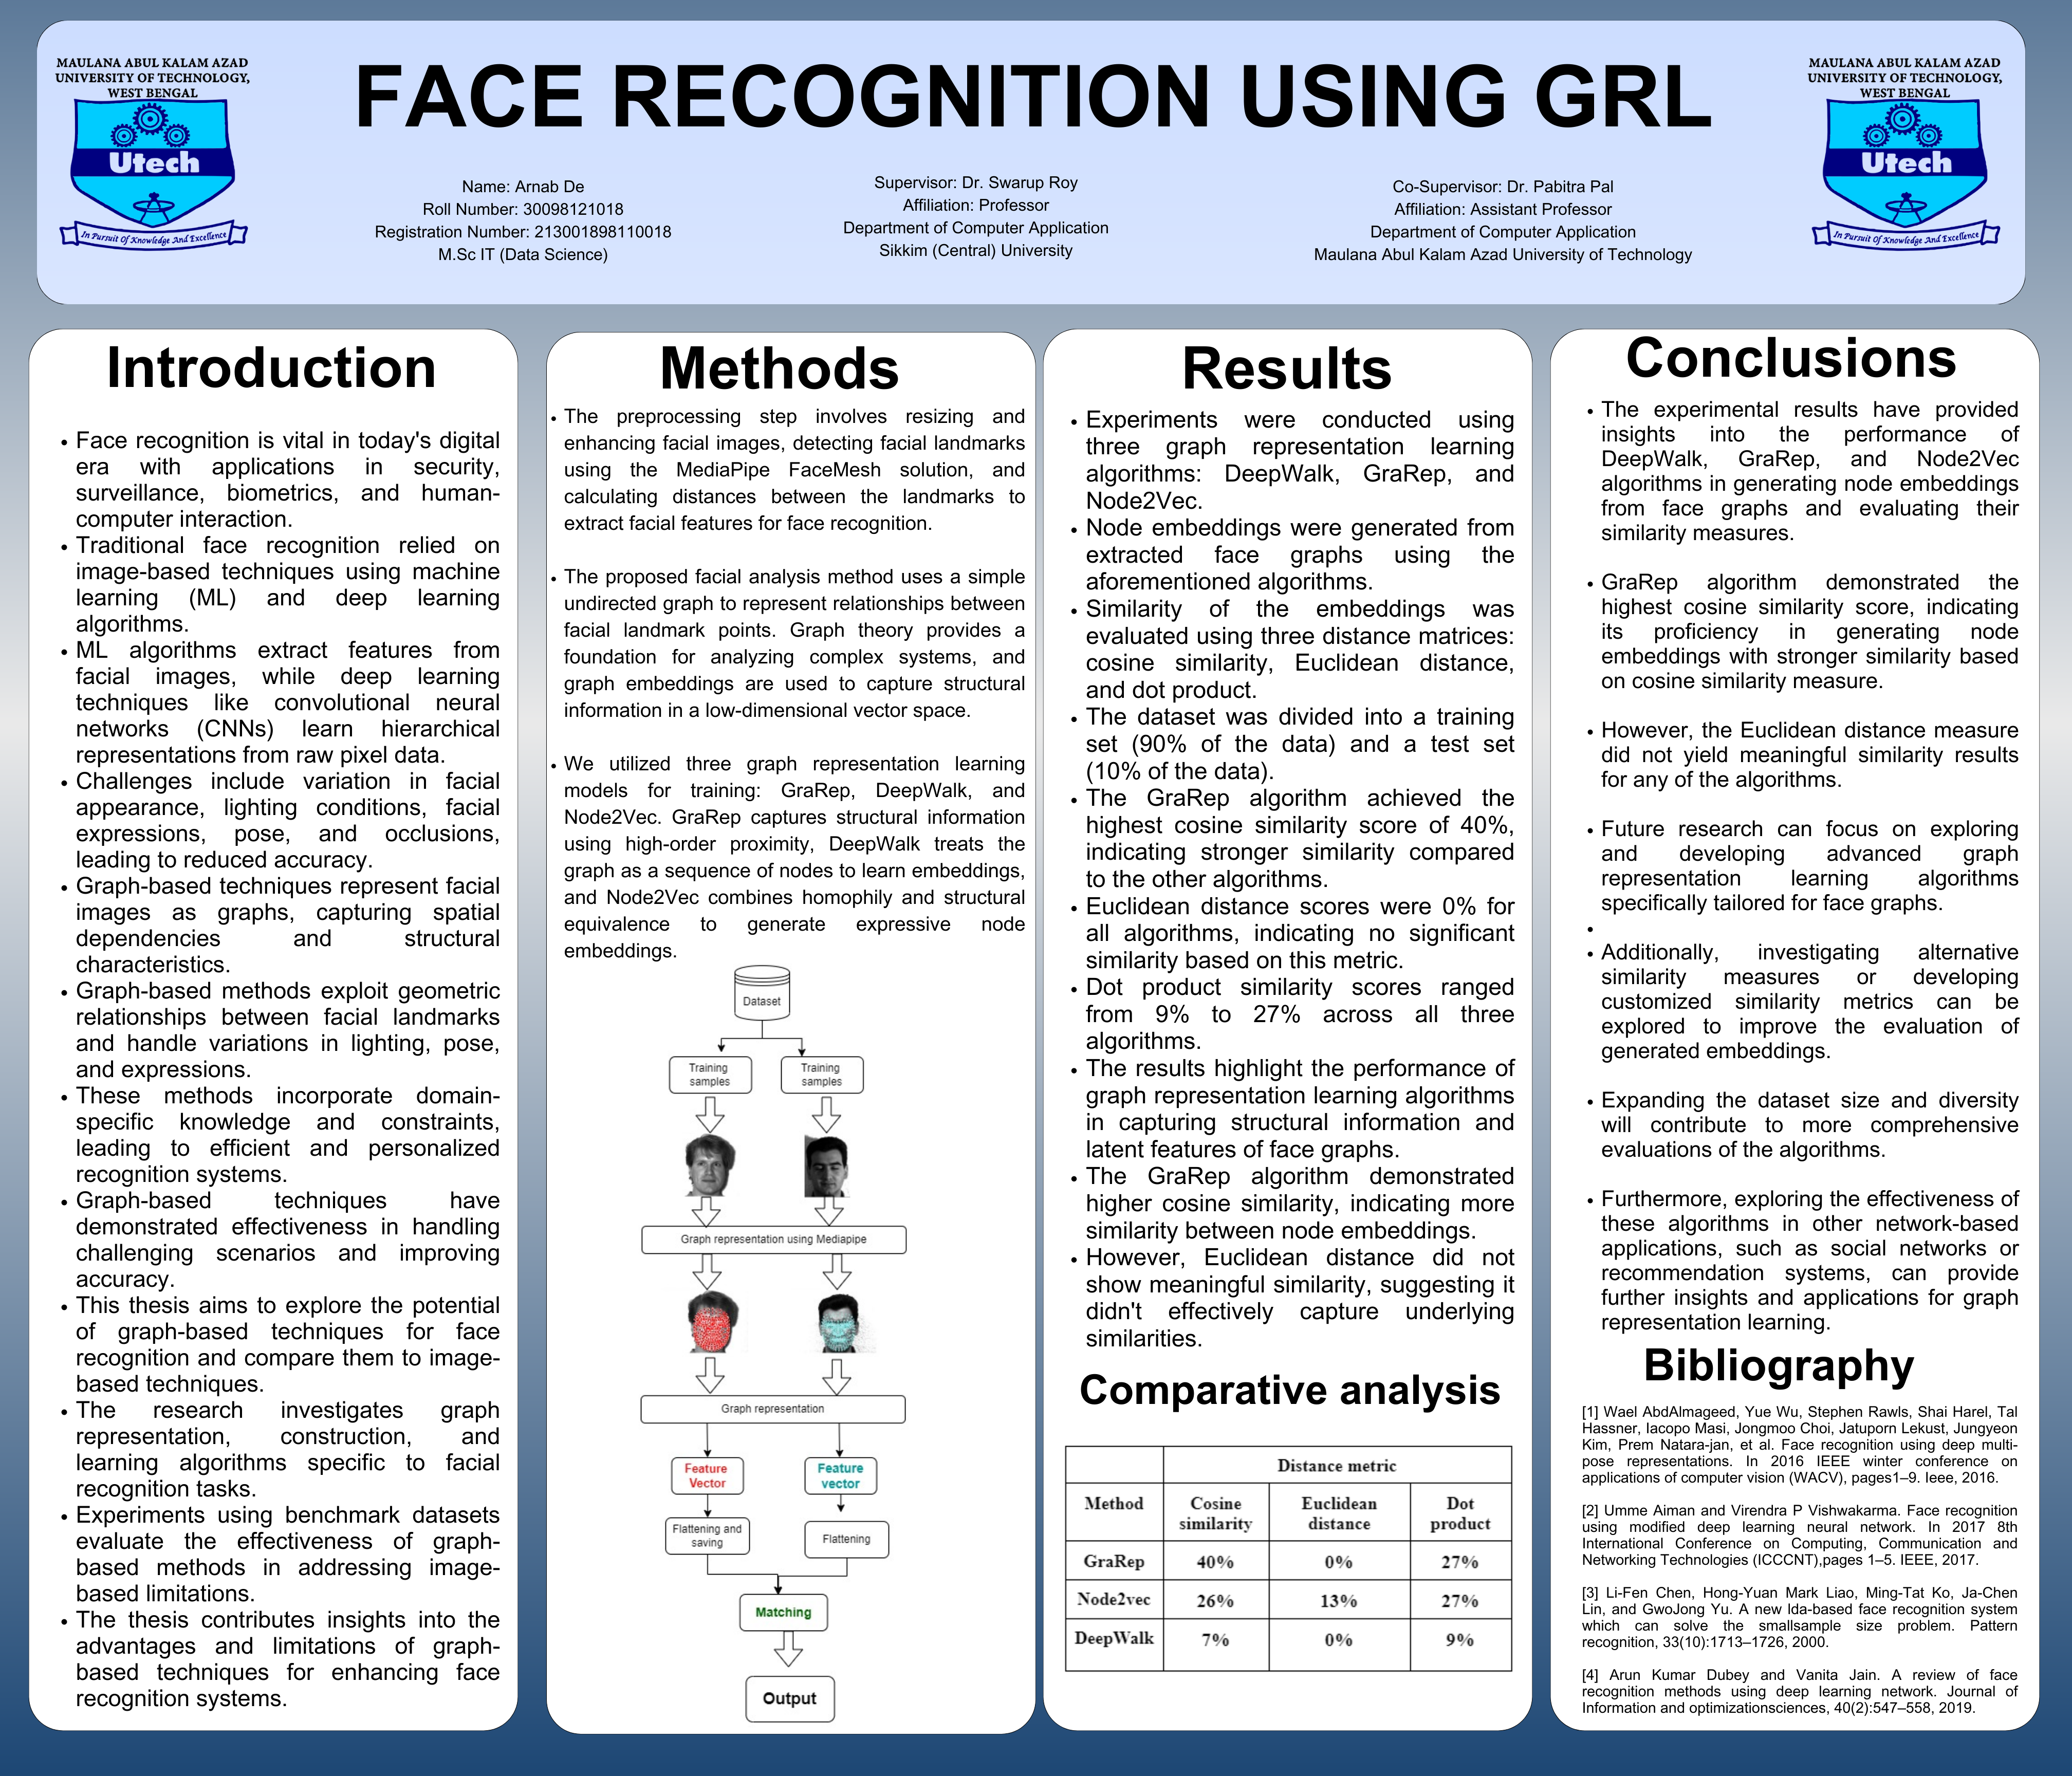 MAULANA ABUL KALAM AZAD
UNIVERSITY OF TECHNOLOGY,
WEST BENGAL
Utech
In Pursuit Of Knowledge And Excellence
FACE RECOGNITION USING GRL
Name: Arnab De
Roll Number: 30098121018
Registration Number: 213001898110018
M.Sc IT (Data Science)
Supervisor: Dr. Swarup Roy
Affiliation: Professor
Department of Computer Application
Sikkim (Central) University
Co-Supervisor: Dr. Pabitra Pal
Affiliation: Assistant Professor
Department of Computer Application
Maulana Abul Kalam Azad University of Technology
MAULANA ABUL KALAM AZAD
UNIVERSITY OF TECHNOLOGY,
WEST BENGAL
Utech
In Pursuit Of Knowledge And Excellence
Introduction
• Face recognition is vital in today's digital
era with applications in security,
surveillance, biometrics, and human-
computer interaction.
• Traditional face recognition relied on
image-based techniques using machine
learning (ML) and deep learning
algorithms.
• ML algorithms extract features from
facial images, while deep learning
techniques like convolutional neural
networks (CNNs) learn hierarchical
representations from raw pixel data.
• Challenges include variation in facial
appearance, lighting conditions, facial
expressions, pose, and occlusions,
leading to reduced accuracy.
• Graph-based techniques represent facial
images as graphs, capturing spatial
dependencies and structural
characteristics.
• Graph-based methods exploit geometric
relationships between facial landmarks
and handle variations in lighting, pose,
and expressions.
• These methods incorporate domain-
specific knowledge and constraints,
leading to efficient and personalized
recognition systems.
• Graph-based techniques have
demonstrated effectiveness in handling
challenging scenarios and improving
accuracy.
• This thesis aims to explore the potential
of graph-based techniques for face
recognition and compare them to image-
based techniques.
• The research investigates graph
representation, construction, and
learning algorithms specific to facial
recognition tasks.
• Experiments using benchmark datasets
evaluate the effectiveness of graph-
based methods in addressing image-
based limitations.
• The thesis contributes insights into the
advantages and limitations of graph-
based techniques for enhancing face
recognition systems.
Methods
• The preprocessing step involves resizing and
enhancing facial images, detecting facial landmarks
using the MediaPipe FaceMesh solution, and
calculating distances between the landmarks to
extract facial features for face recognition.
• The proposed facial analysis method uses a simple
undirected graph to represent relationships between
facial landmark points. Graph theory provides a
foundation for analyzing complex systems, and
graph embeddings are used to capture structural
information in a low-dimensional vector space.
• We utilized three graph representation learning
models for training: GraRep, DeepWalk, and
Node2Vec. GraRep captures structural information
using high-order proximity, DeepWalk treats the
graph as a sequence of nodes to learn embeddings,
and Node2Vec combines homophily and structural
equivalence to generate expressive node
embeddings.
Dataset
Training
samples
Training
samples
Graph representation using Mediapipe
Graph representation
Feature
Vector
Feature
vector
Flattening and
saving
Flattening
Matching
Output
Results
• Experiments were conducted using
three graph representation learning
algorithms: DeepWalk, GraRep, and
Node2Vec.
• Node embeddings were generated from
extracted face graphs using the
aforementioned algorithms.
• Similarity of the embeddings was
evaluated using three distance matrices:
cosine similarity, Euclidean distance,
and dot product.
• The dataset was divided into a training
set (90% of the data) and a test set
(10% of the data).
• The GraRep algorithm achieved the
highest cosine similarity score of 40%,
indicating stronger similarity compared
to the other algorithms.
• Euclidean distance scores were 0% for
all algorithms, indicating no significant
similarity based on this metric.
• Dot product similarity scores ranged
from 9% to 27% across all three
algorithms.
• The results highlight the performance of
graph representation learning algorithms
in capturing structural information and
latent features of face graphs.
• The GraRep algorithm demonstrated
higher cosine similarity, indicating more
similarity between node embeddings.
• However, Euclidean distance did not
show meaningful similarity, suggesting it
didn't effectively capture underlying
similarities.
Comparative analysis
Distance metric
Method Cosine similarity Euclidean distance Dot product
GraRep 40% 0% 27%
Node2vec 26% 13% 27%
DeepWalk 7% 0% 9%
Conclusions
• The experimental results have provided
insights into the performance of
DeepWalk, GraRep, and Node2Vec
algorithms in generating node embeddings
from face graphs and evaluating their
similarity measures.
• GraRep algorithm demonstrated the
highest cosine similarity score, indicating
its proficiency in generating node
embeddings with stronger similarity based
on cosine similarity measure.
• However, the Euclidean distance measure
did not yield meaningful similarity results
for any of the algorithms.
• Future research can focus on exploring
and developing advanced graph
representation learning algorithms
specifically tailored for face graphs.
•
• Additionally, investigating alternative
similarity measures or developing
customized similarity metrics can be
explored to improve the evaluation of
generated embeddings.
• Expanding the dataset size and diversity
will contribute to more comprehensive
evaluations of the algorithms.
• Furthermore, exploring the effectiveness of
these algorithms in other network-based
applications, such as social networks or
recommendation systems, can provide
further insights and applications for graph
representation learning.
Bibliography
[1] Wael AbdAlmageed, Yue Wu, Stephen Rawls, Shai Harel, Tal
Hassner, Iacopo Masi, Jongmoo Choi, Jatuporn Lekust, Jungyeon
Kim, Prem Natara-jan, et al. Face recognition using deep multi-
pose representations. In 2016 IEEE winter conference on
applications of computer vision (WACV), pages1–9. Ieee, 2016.
[2] Umme Aiman and Virendra P Vishwakarma. Face recognition
using modified deep learning neural network. In 2017 8th
International Conference on Computing, Communication and
Networking Technologies (ICCCNT),pages 1–5. IEEE, 2017.
[3] Li-Fen Chen, Hong-Yuan Mark Liao, Ming-Tat Ko, Ja-Chen
Lin, and GwoJong Yu. A new lda-based face recognition system
which can solve the smallsample size problem. Pattern
recognition, 33(10):1713–1726, 2000.
[4] Arun Kumar Dubey and Vanita Jain. A review of face
recognition methods using deep learning network. Journal of
Information and optimizationsciences, 40(2):547–558, 2019.